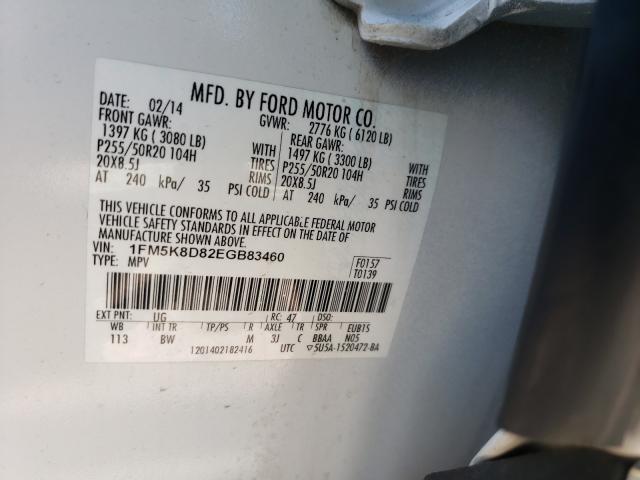 MFD. BY FORD MOTOR CO.
DATE: 02/14 GVWR: 2776 KG ( 6120 LB)
FRONT GAWR: REAR GAWR:
1397 KG ( 3080 LB) 1497 KG ( 3300 LB)
P255/50R20 104H TIRES P255/50R20 104H TIRES
20X8.5J RIMS 20X8.5J RIMS
AT 240 kPa/ 35 PSI COLD AT 240 kPa/ 35 PSI COLD
THIS VEHICLE CONFORMS TO ALL APPLICABLE FEDERAL MOTOR
VEHICLE SAFETY STANDARDS IN EFFECT ON THE DATE OF
MANUFACTURE SHOWN ABOVE.
VIN: 1FM5K8D82EGB83460
TYPE: MPV
F0157
T0139
EXT PNT: UG RC: 47 DSO:
WB INT TR TP/PS R AXLE TR SPR EUB15
113 BW M 3J C BBAA N05
1201402182416 UTC 5U5A-1520472-BA